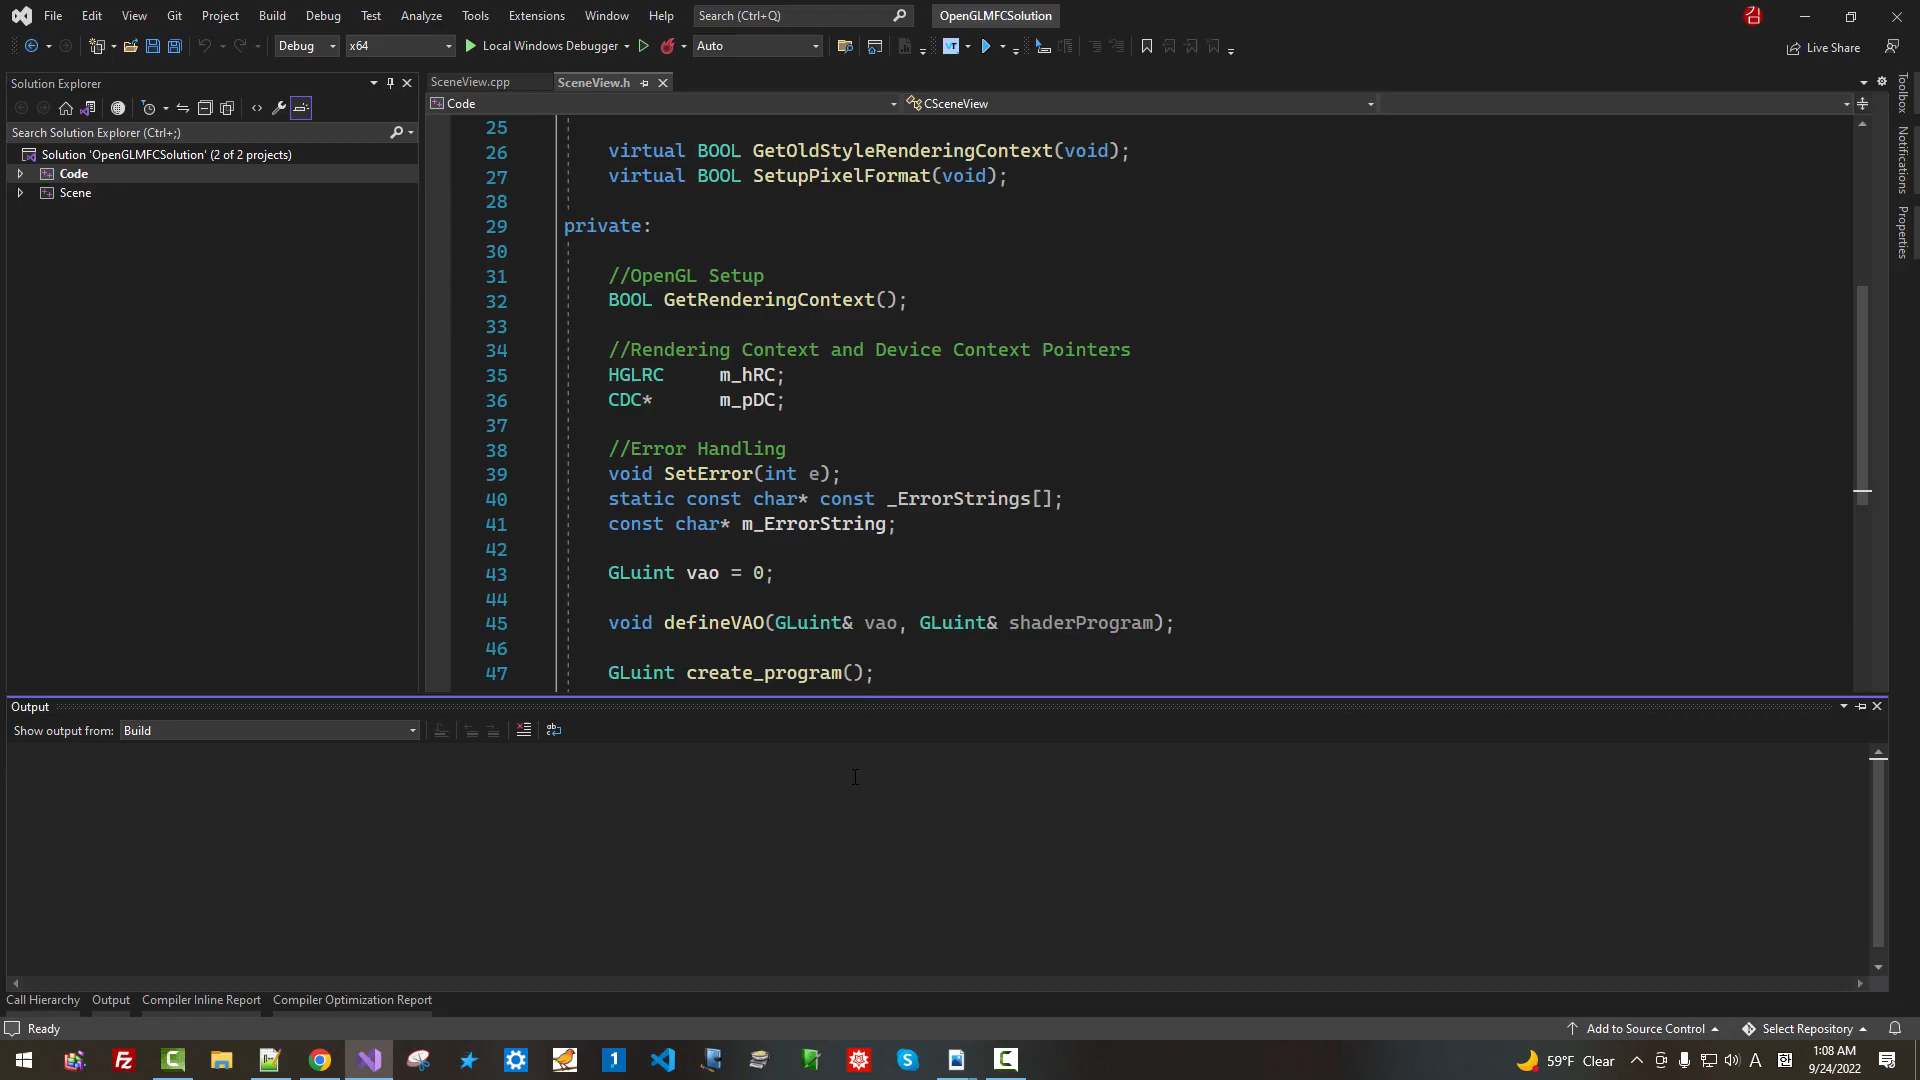 File Edit View Git Project Build Debug Test Analyze Tools Extensions Window Help Search (Ctrl+Q) OpenGLMFCSolution
Debug x64 Local Windows Debugger Auto Live Share
Solution Explorer
Search Solution Explorer (Ctrl+;)
Solution 'OpenGLMFCSolution' (2 of 2 projects)
Code
Scene
SceneView.cpp SceneView.h
Code CSceneView
25
26 virtual BOOL GetOldStyleRenderingContext(void);
27 virtual BOOL SetupPixelFormat(void);
28
29 private:
30
31 //OpenGL Setup
32 BOOL GetRenderingContext();
33
34 //Rendering Context and Device Context Pointers
35 HGLRC m_hRC;
36 CDC* m_pDC;
37
38 //Error Handling
39 void SetError(int e);
40 static const char* const _ErrorStrings[];
41 const char* m_ErrorString;
42
43 GLuint vao = 0;
44
45 void defineVAO(GLuint& vao, GLuint& shaderProgram);
46
47 GLuint create_program();
Toolbox
Notifications
Properties
Output
Show output from: Build
Call Hierarchy Output Compiler Inline Report Compiler Optimization Report
Ready Add to Source Control Select Repository
59°F Clear A 한 1:08 AM
9/24/2022